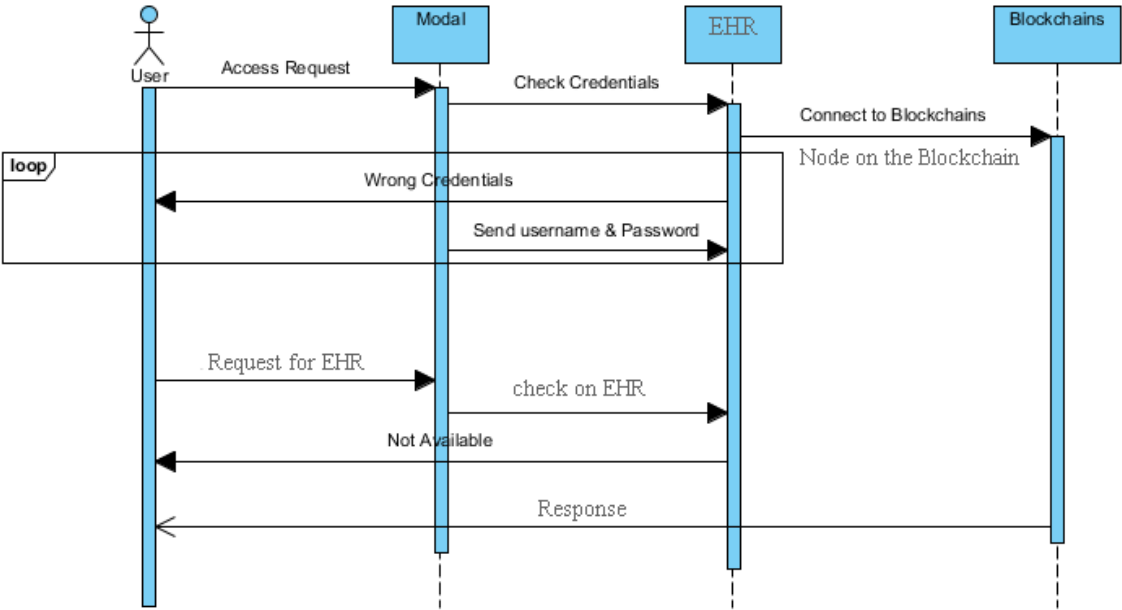 Modal
EHR
Blockchains
User
Access Request
Check Credentials
Connect to Blockchains
Node on the Blockchain
loop
Wrong Credentials
Send username & Password
Request for EHR
check on EHR
Not Available
Response